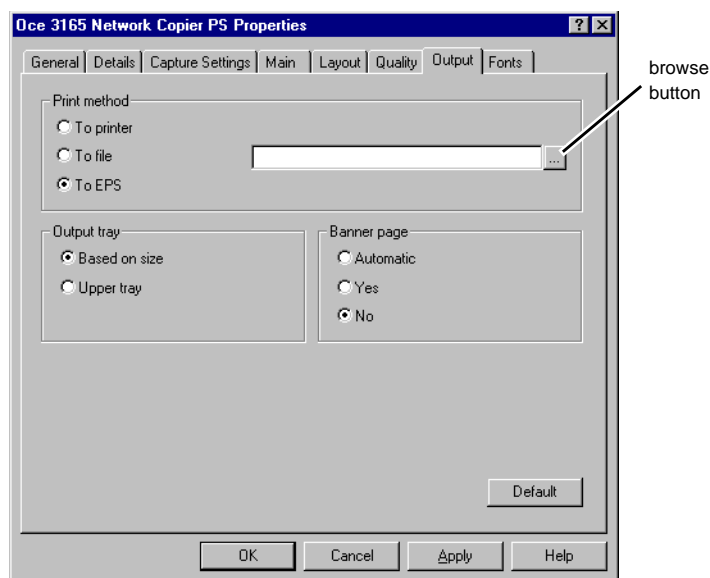 Oce 3165 Network Copier PS Properties
General Details Capture Settings Main Layout Quality Output Fonts
browse
button
Print method
To printer
To file
...
To EPS
Output tray
Based on size
Upper tray
Banner page
Automatic
Yes
No
Default
OK Cancel Apply Help